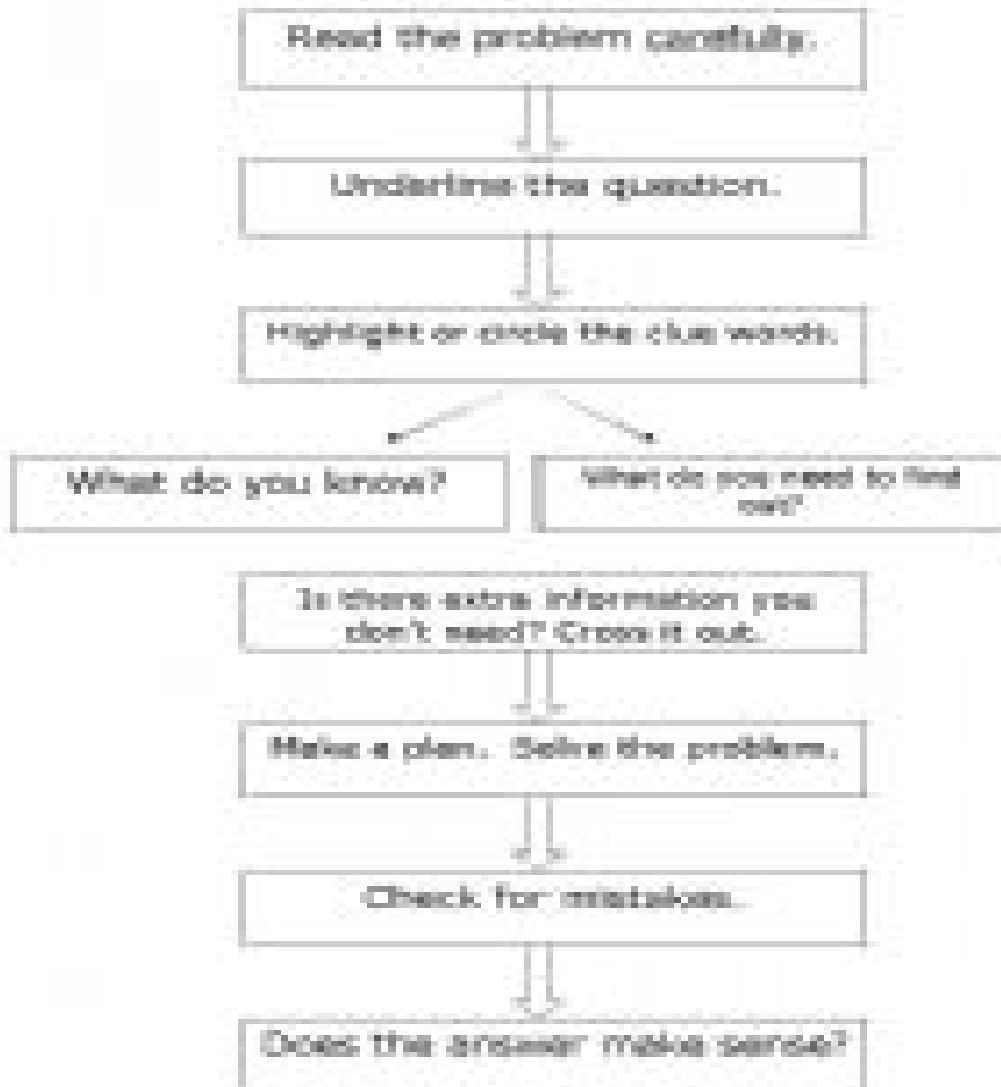 Read the problem carefully.
Underline the question.
Highlight or circle the clue words.
What do you know?
What do you need to find
out?
Is there extra information you
don't need? Cross it out.
Make a plan. Solve the problem.
Check for mistakes.
Does the answer make sense?